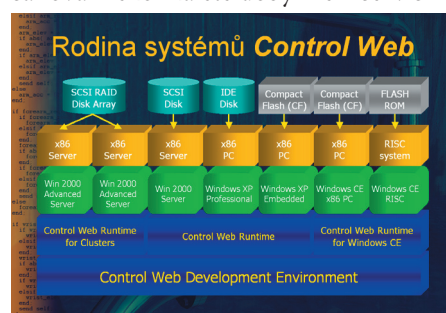 Rodina systémů Control Web
SCSI RAID
Disk Array
SCSI
Disk
IDE
Disk
Compact
Flash (CF)
Compact
Flash (CF)
FLASH
ROM
x86
Server
x86
Server
x86
Server
x86
PC
x86
PC
x86
PC
RISC
system
Win 2000
Advanced
Server
Win 2000
Advanced
Server
Win 2000
Server
Windows XP
Professional
Windows XP
Embedded
Windows CE
x86 PC
Windows CE
RISC
Control Web Runtime
for Clusters
Control Web Runtime
Control Web Runtime
for Windows CE
Control Web Development Environment